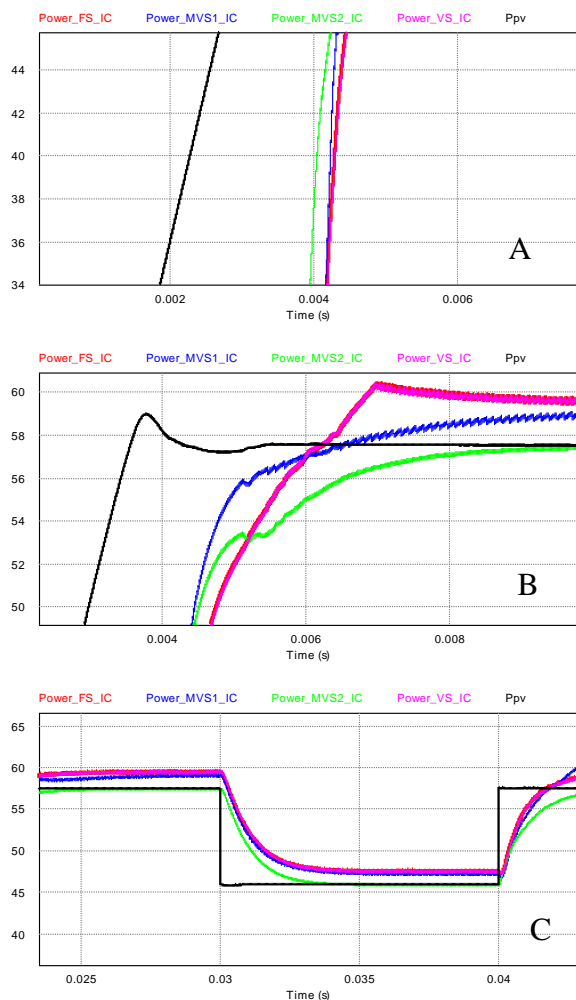 Power_FS_IC Power_MVS1_IC Power_MVS2_IC Power_VS_IC Ppv
44
42
40
38
36
34
A
0.002 0.004 0.006
Time (s)
Power_FS_IC Power_MVS1_IC Power_MVS2_IC Power_VS_IC Ppv
60
58
56
54
52
50
B
0.004 0.006 0.008
Time (s)
Power_FS_IC Power_MVS1_IC Power_MVS2_IC Power_VS_IC Ppv
65
60
55
50
45
40
C
0.025 0.03 0.035 0.04
Time (s)